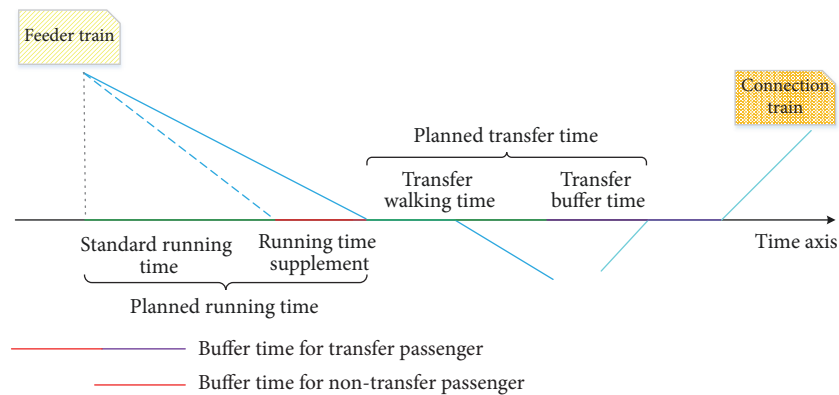 Feeder train
Connection
train
Planned transfer time
Transfer
walking time
Transfer
buffer time
Time axis
Standard running
time
Running time
supplement
Planned running time
Buffer time for transfer passenger
Buffer time for non-transfer passenger